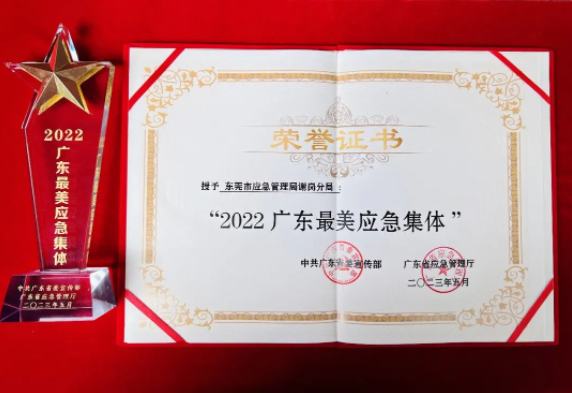 2022
广东最美应急集体
中共广东省委宣传部
广东省应急管理厅
二〇二三年五月
荣誉证书
授予 东莞市应急管理局谢岗分局：
“2022 广东最美应急集体”
中共广东省委宣传部 广东省应急管理厅
二〇二三年五月